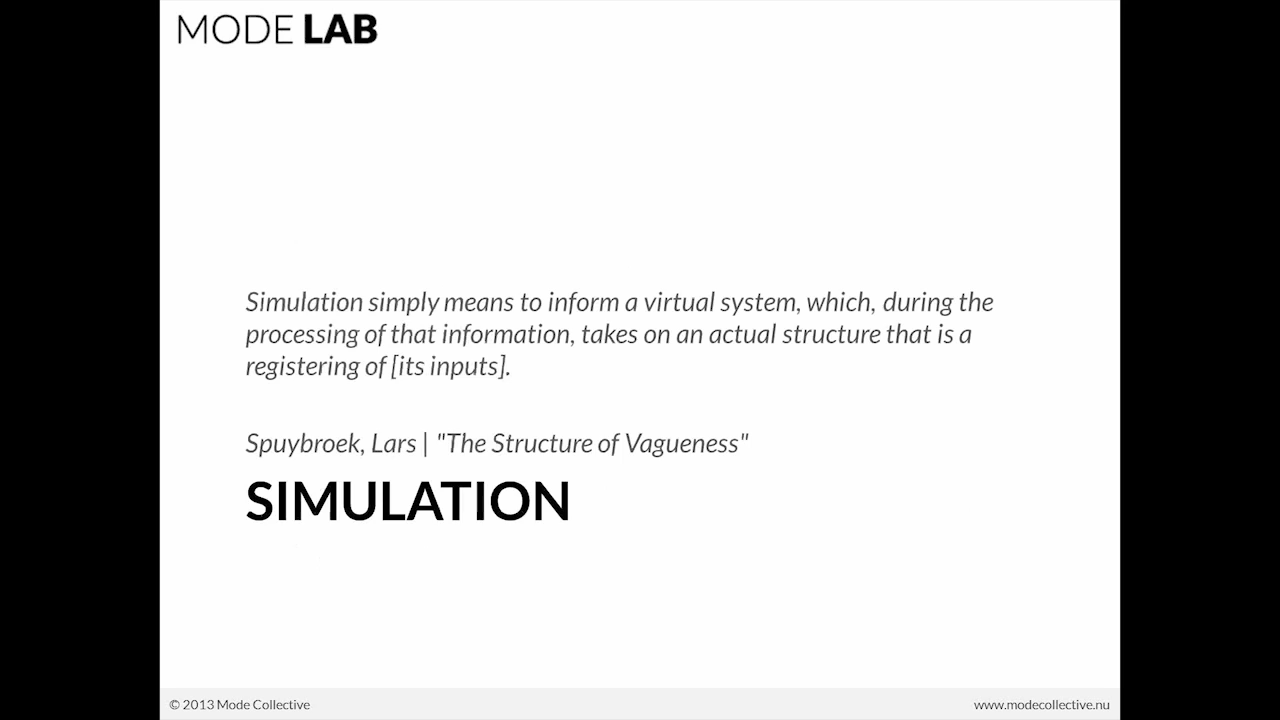 MODE LAB
Simulation simply means to inform a virtual system, which, during the
processing of that information, takes on an actual structure that is a
registering of [its inputs].
Spuybroek, Lars | "The Structure of Vagueness"
SIMULATION
© 2013 Mode Collective
www.modecollective.nu